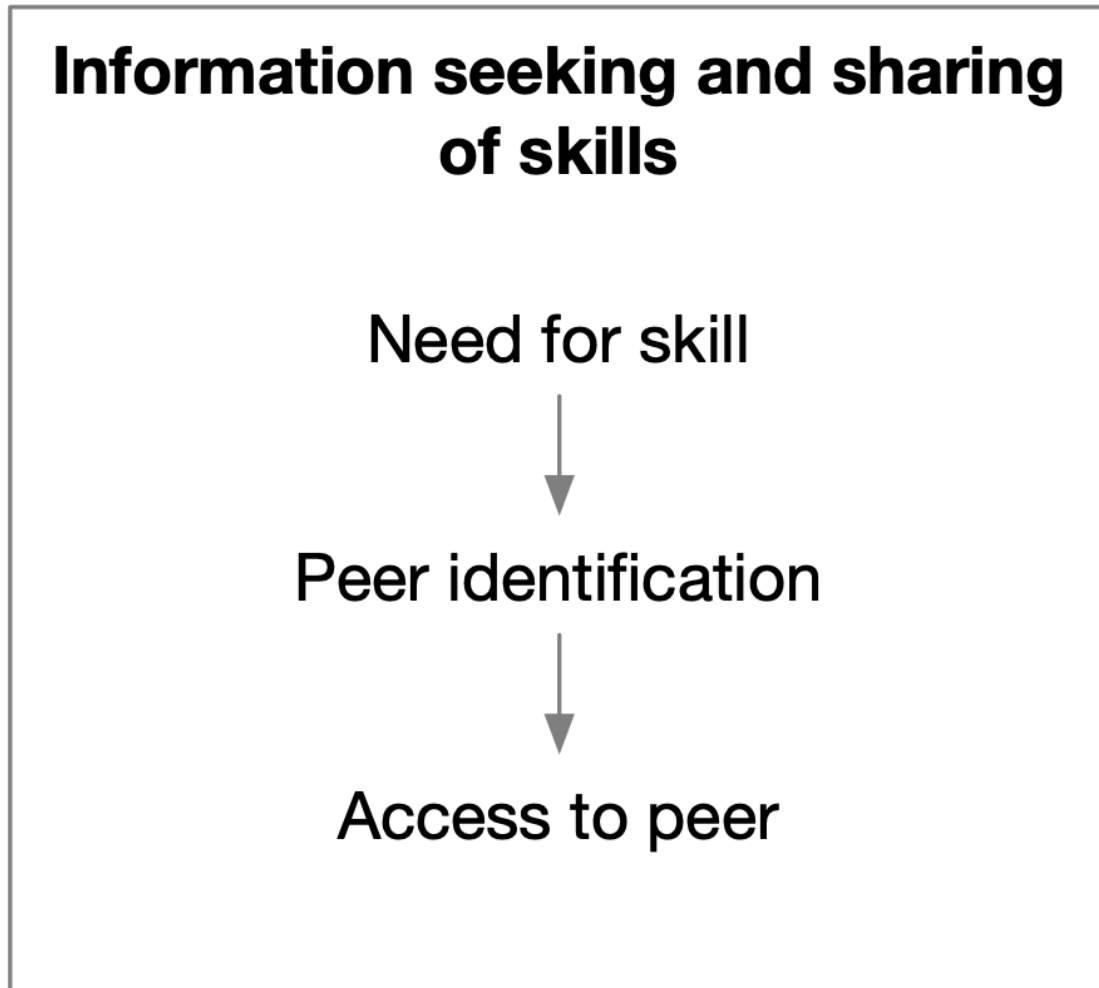 Information seeking and sharing
of skills
Need for skill
Peer identification
Access to peer